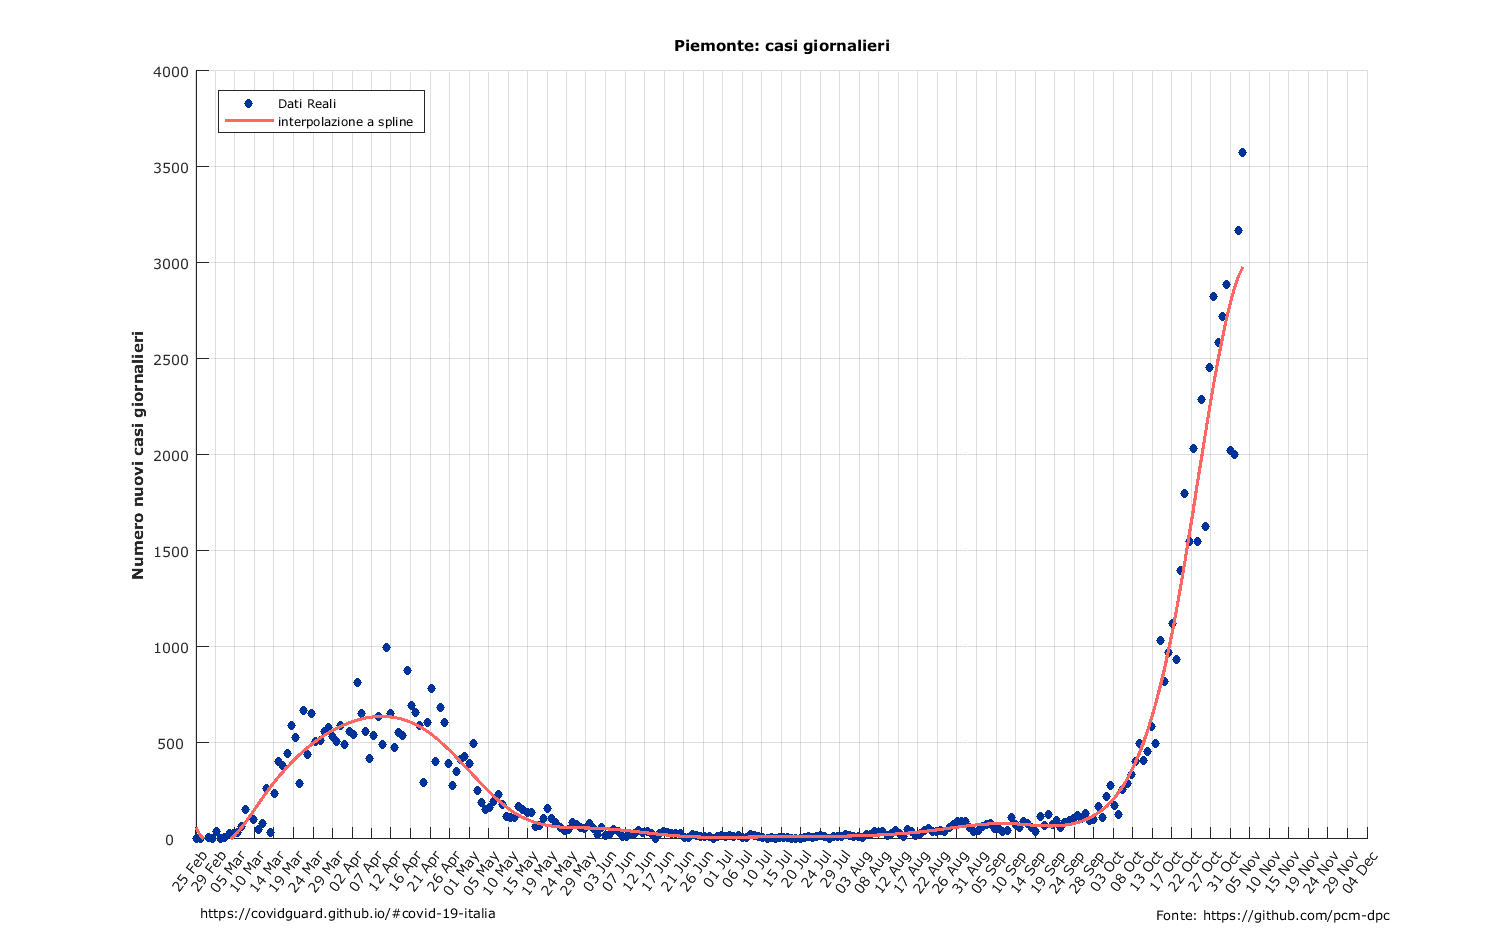 Piemonte: casi giornalieri
Dati Reali
interpolazione a spline
Numero nuovi casi giornalieri
4000
3500
3000
2500
2000
1500
1000
500
0
25 Feb
29 Feb
05 Mar
10 Mar
14 Mar
19 Mar
24 Mar
29 Mar
02 Apr
07 Apr
12 Apr
16 Apr
21 Apr
26 Apr
01 May
05 May
10 May
15 May
19 May
24 May
29 May
03 Jun
07 Jun
12 Jun
17 Jun
21 Jun
26 Jun
01 Jul
06 Jul
10 Jul
15 Jul
20 Jul
24 Jul
29 Jul
03 Aug
08 Aug
12 Aug
17 Aug
22 Aug
26 Aug
31 Aug
05 Sep
10 Sep
14 Sep
19 Sep
24 Sep
28 Sep
03 Oct
08 Oct
13 Oct
17 Oct
22 Oct
27 Oct
31 Oct
05 Nov
10 Nov
15 Nov
19 Nov
24 Nov
29 Nov
04 Dec
https://covidguard.github.io/#covid-19-italia
Fonte: https://github.com/pcm-dpc